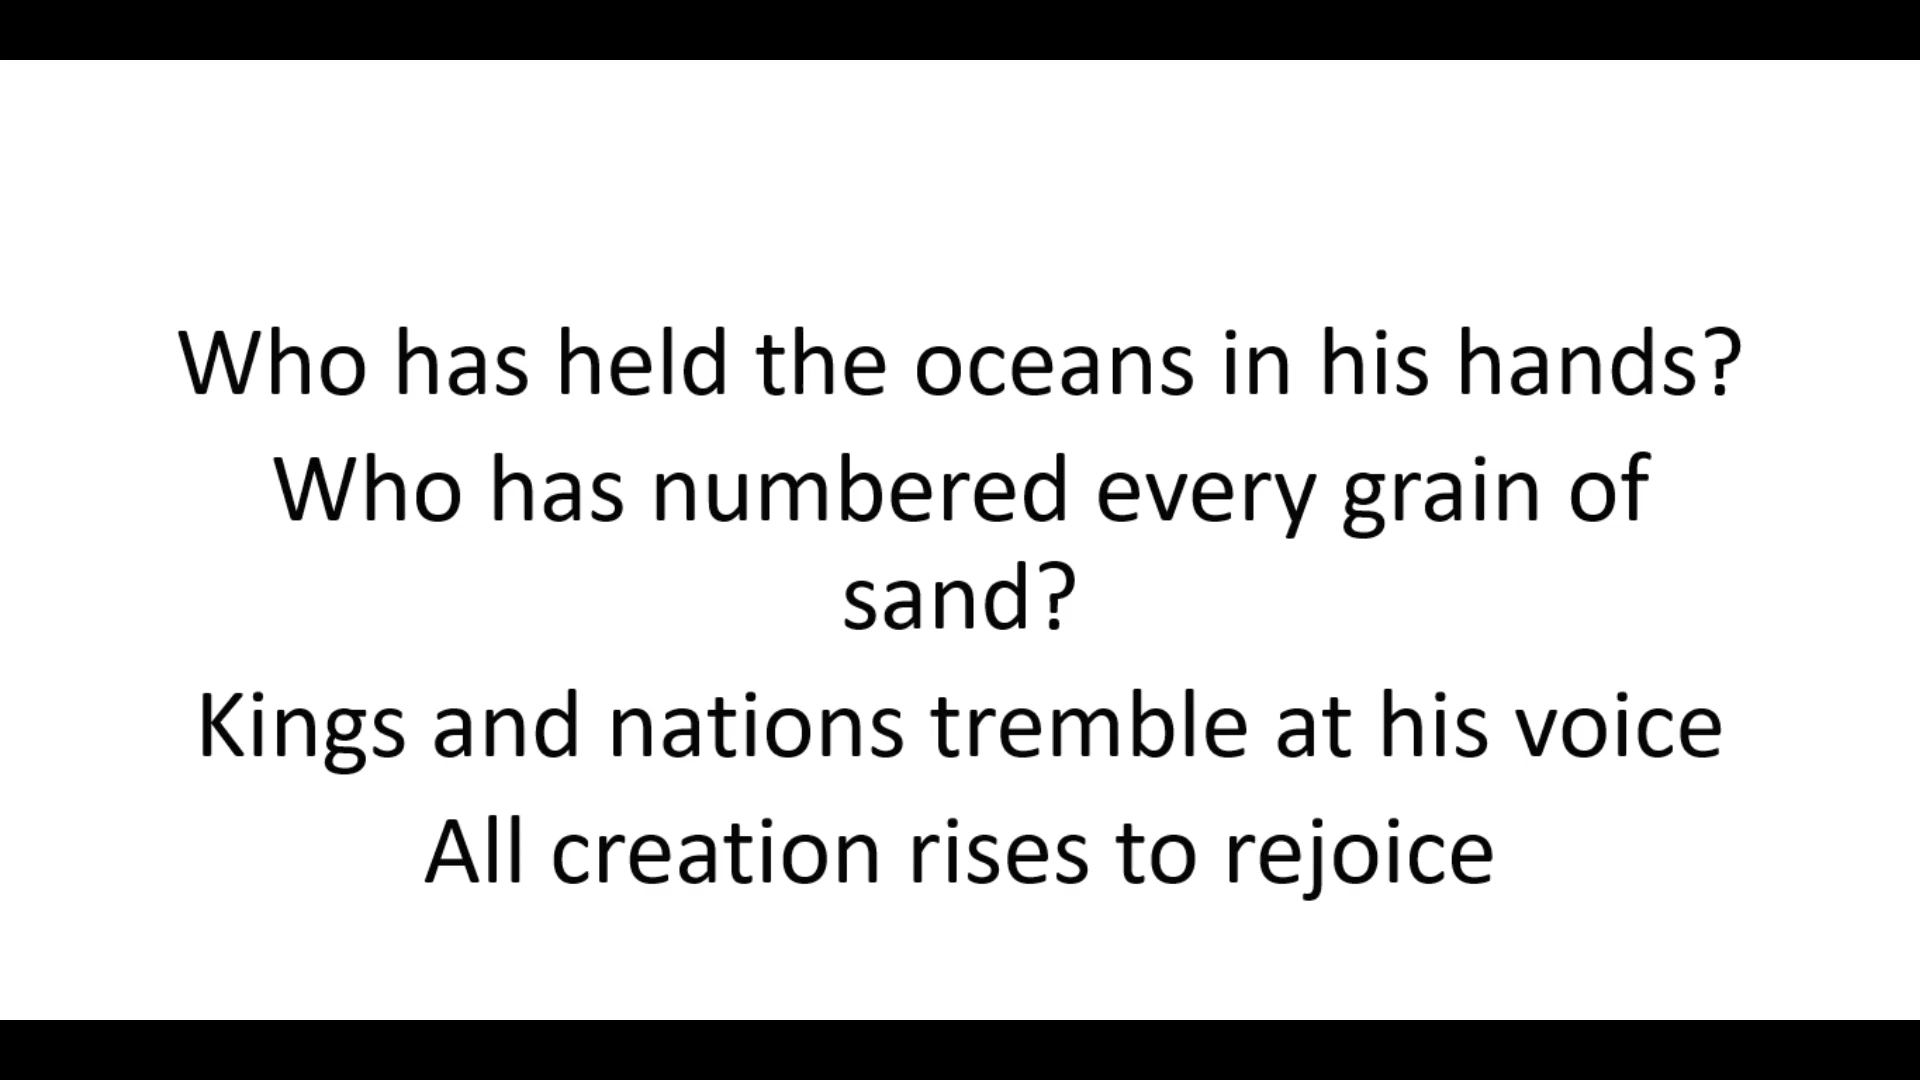 Who has held the oceans in his hands?
Who has numbered every grain of
sand?
Kings and nations tremble at his voice
All creation rises to rejoice